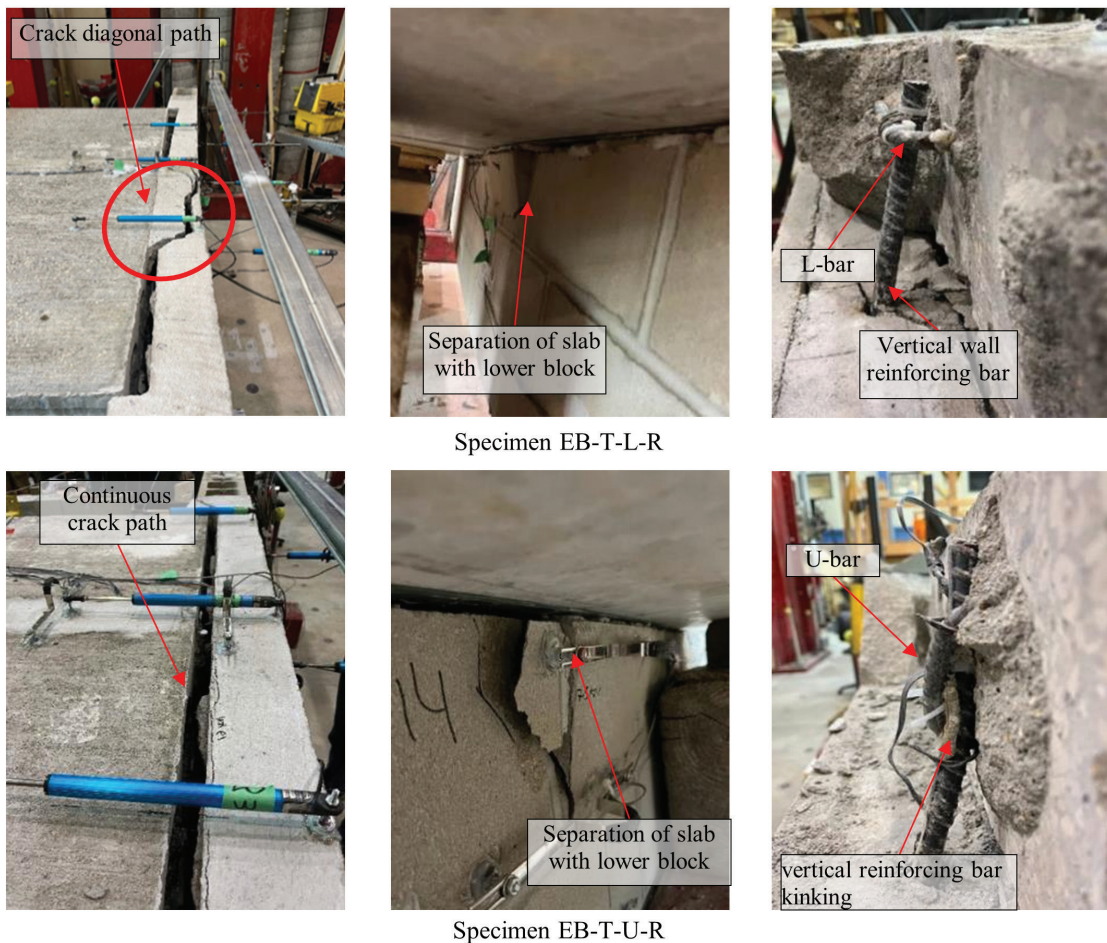 Crack diagonal path
Separation of slab
with lower block
L-bar
Vertical wall
reinforcing bar
Specimen EB-T-L-R
Continuous
crack path
23
14
Separation of slab
with lower block
U-bar
vertical reinforcing bar
kinking
Specimen EB-T-U-R